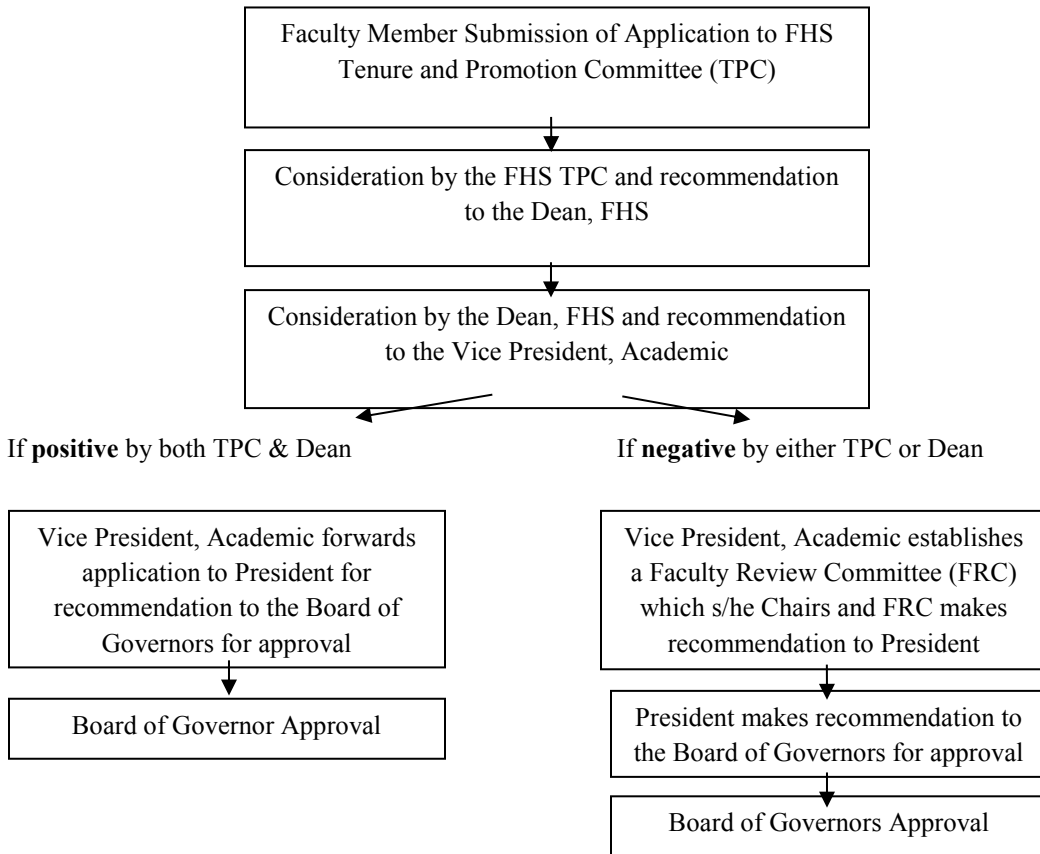 Faculty Member Submission of Application to FHS
Tenure and Promotion Committee (TPC)
Consideration by the FHS TPC and recommendation
to the Dean, FHS
Consideration by the Dean, FHS and recommendation
to the Vice President, Academic
If positive by both TPC & Dean
If negative by either TPC or Dean
Vice President, Academic forwards
application to President for
recommendation to the Board of
Governors for approval
Board of Governor Approval
Vice President, Academic establishes
a Faculty Review Committee (FRC)
which s/he Chairs and FRC makes
recommendation to President
President makes recommendation to
the Board of Governors for approval
Board of Governors Approval